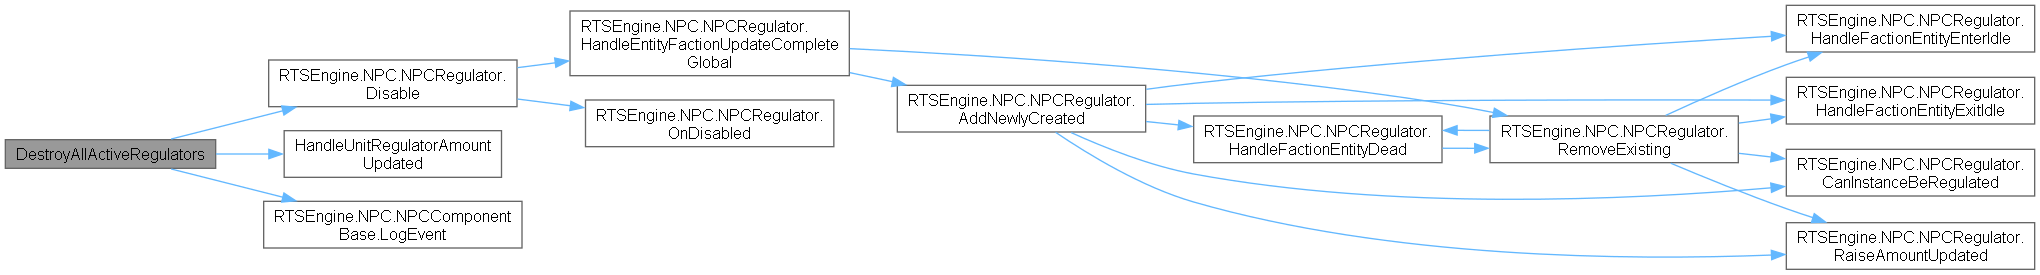 DestroyAllActiveRegulators
RTSEngine.NPC.NPCRegulator.
Disable
HandleUnitRegulatorAmount
Updated
RTSEngine.NPC.NPCComponent
Base.LogEvent
RTSEngine.NPC.NPCRegulator.
HandleEntityFactionUpdateComplete
Global
RTSEngine.NPC.NPCRegulator.
OnDisabled
RTSEngine.NPC.NPCRegulator.
AddNewlyCreated
RTSEngine.NPC.NPCRegulator.
HandleFactionEntityDead
RTSEngine.NPC.NPCRegulator.
RemoveExisting
RTSEngine.NPC.NPCRegulator.
HandleFactionEntityEnterIdle
RTSEngine.NPC.NPCRegulator.
HandleFactionEntityExitIdle
RTSEngine.NPC.NPCRegulator.
CanInstanceBeRegulated
RTSEngine.NPC.NPCRegulator.
RaiseAmountUpdated